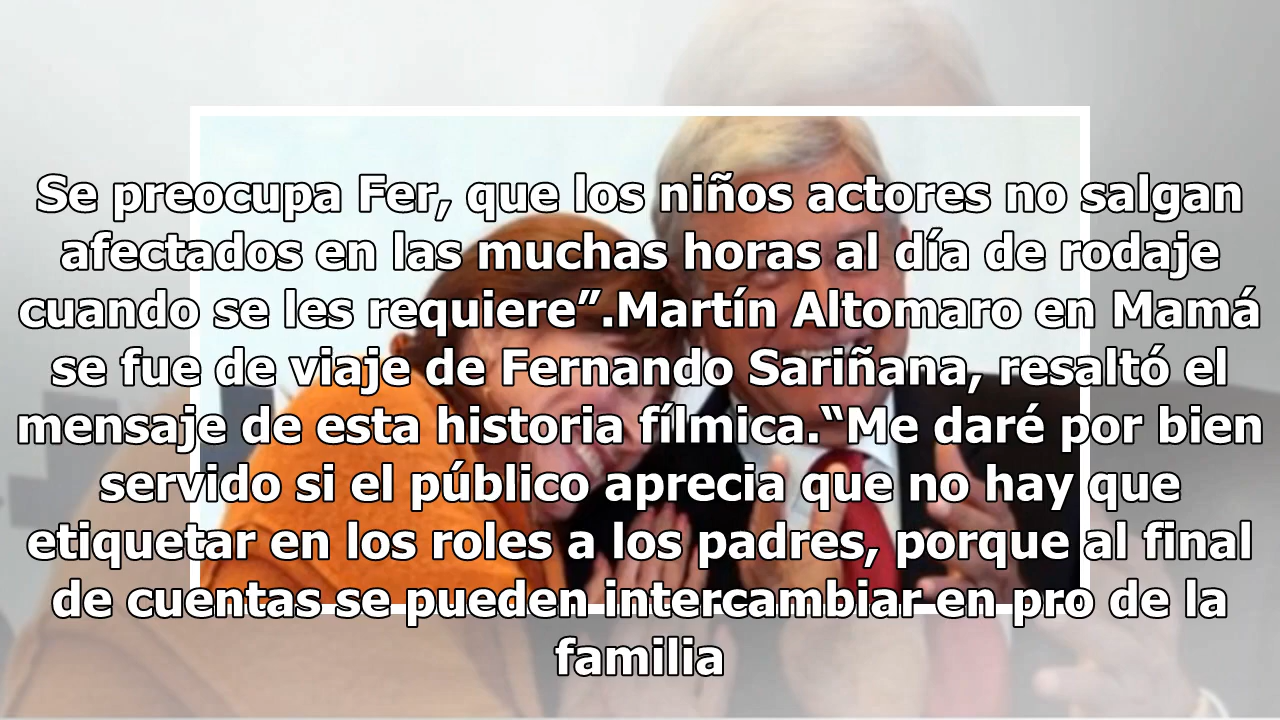 Se preocupa Fer, que los niños actores no salgan
afectados en las muchas horas al día de rodaje
cuando se les requiere”.Martín Altomaro en Mamá
se fue de viaje de Fernando Sariñana, resaltó el
mensaje de esta historia fílmica.“Me daré por bien
servido si el público aprecia que no hay que
etiquetar en los roles a los padres, porque al final
de cuentas se pueden intercambiar en pro de la
familia